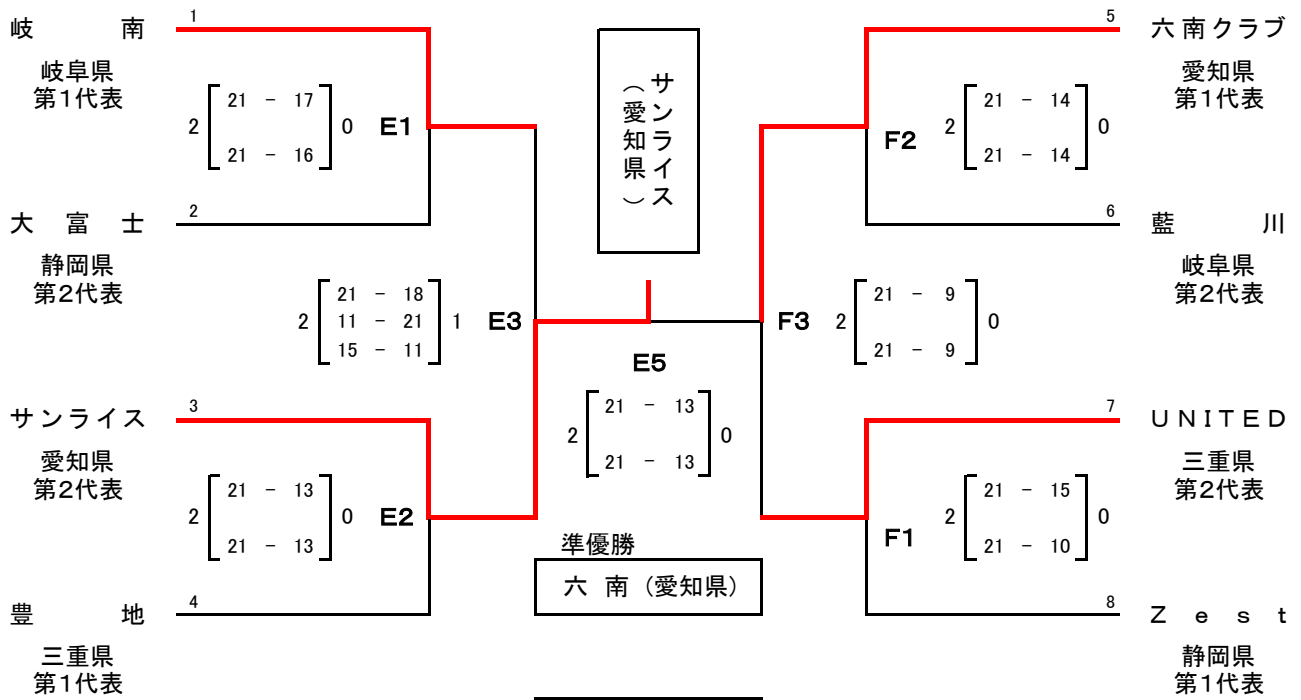 1
岐南
岐阜県
第1代表
2 [ 21 - 17
21 - 16 ] 0
E1
2
大富士
静岡県
第2代表
2 [ 21 - 18
11 - 21
15 - 11 ] 1
E3
3
サンライス
愛知県
第2代表
2 [ 21 - 13
21 - 13 ] 0
E2
4
豊地
三重県
第1代表
サンライス
（愛知県）
E5
2 [ 21 - 13
21 - 13 ] 0
準優勝
六南（愛知県）
5
六南クラブ
愛知県
第1代表
F2
2 [ 21 - 14
21 - 14 ] 0
6
藍川
岐阜県
第2代表
F3
2 [ 21 - 9
21 - 9 ] 0
7
UNITED
三重県
第2代表
F1
2 [ 21 - 15
21 - 10 ] 0
8
Zest
静岡県
第1代表